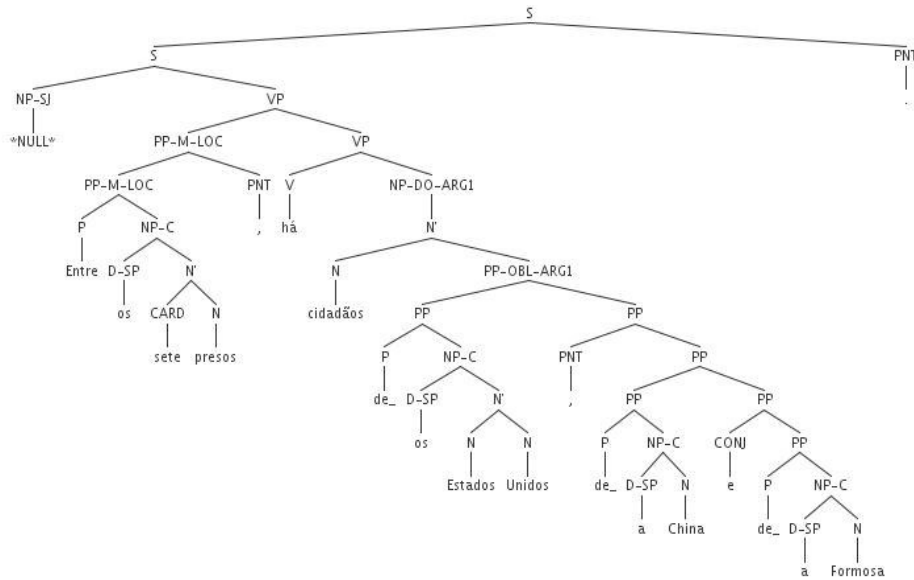 S
S PNT
NP-SJ VP .
*NULL* PP-M-LOC VP
PP-M-LOC PNT V NP-DO-ARG1
P NP-C , há N'
Entre D-SP N' N PP-OBL-ARG1
os CARD N cidadãos PP PP
sete presos P NP-C PNT PP
de_ D-SP N' , PP PP
os N N P NP-C CONJ PP
Estados Unidos de_ D-SP N e P NP-C
a China de_ D-SP N
a Formosa